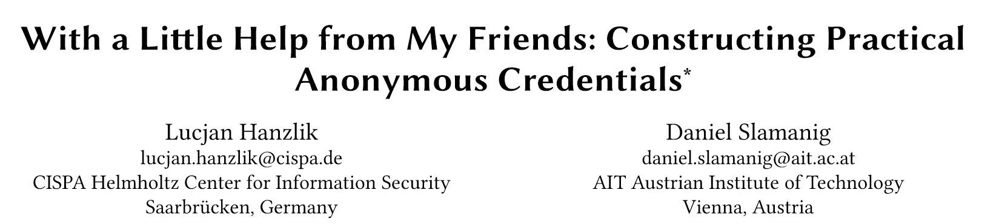 With a Little Help from My Friends: Constructing Practical
Anonymous Credentials*
Lucjan Hanzlik
lucjan.hanzlik@cispa.de
CISPA Helmholtz Center for Information Security
Saarbrücken, Germany
Daniel Slamanig
daniel.slamanig@ait.ac.at
AIT Austrian Institute of Technology
Vienna, Austria